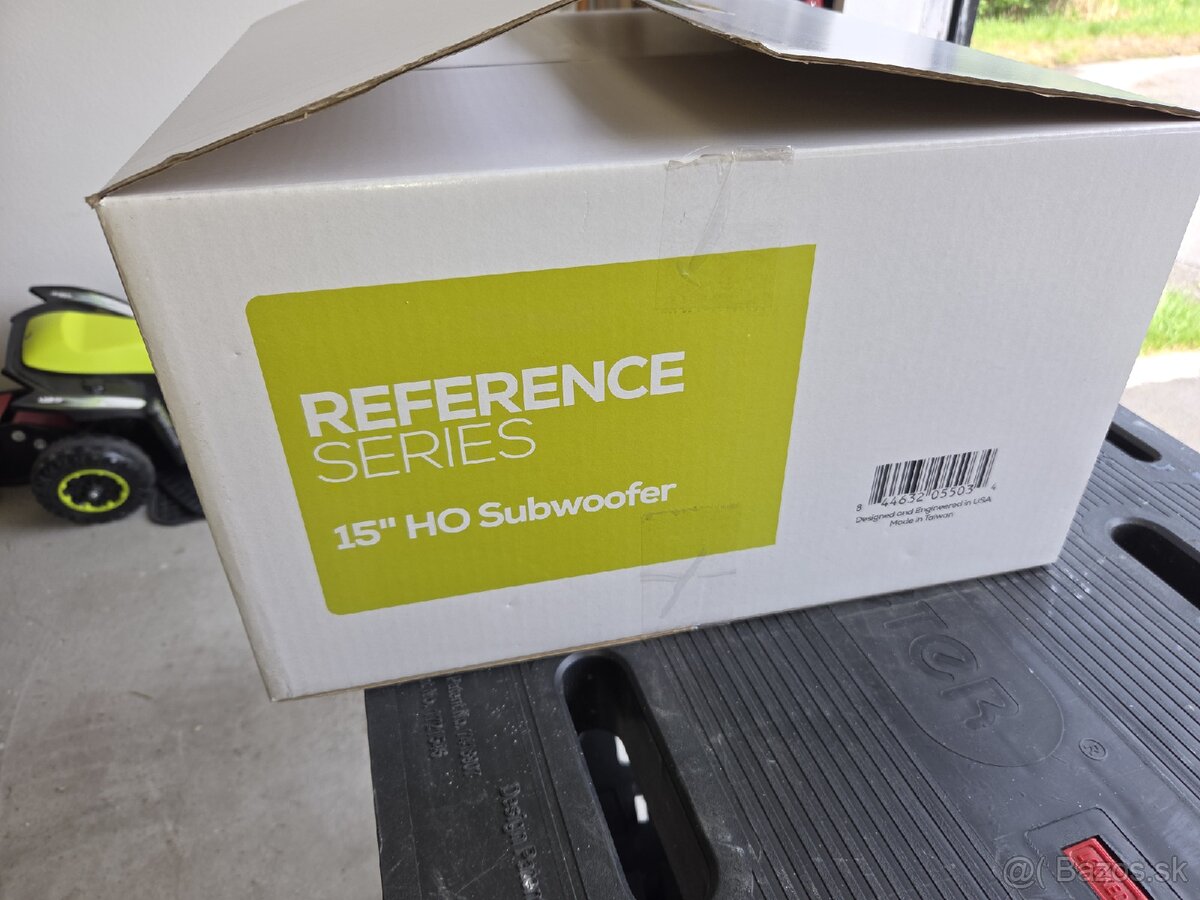 REFERENCE
SERIES
15" HO Subwoofer
8 44632 05503 4
Designed and Engineered in USA
Made in Taiwan
®
@( Bazos.sk